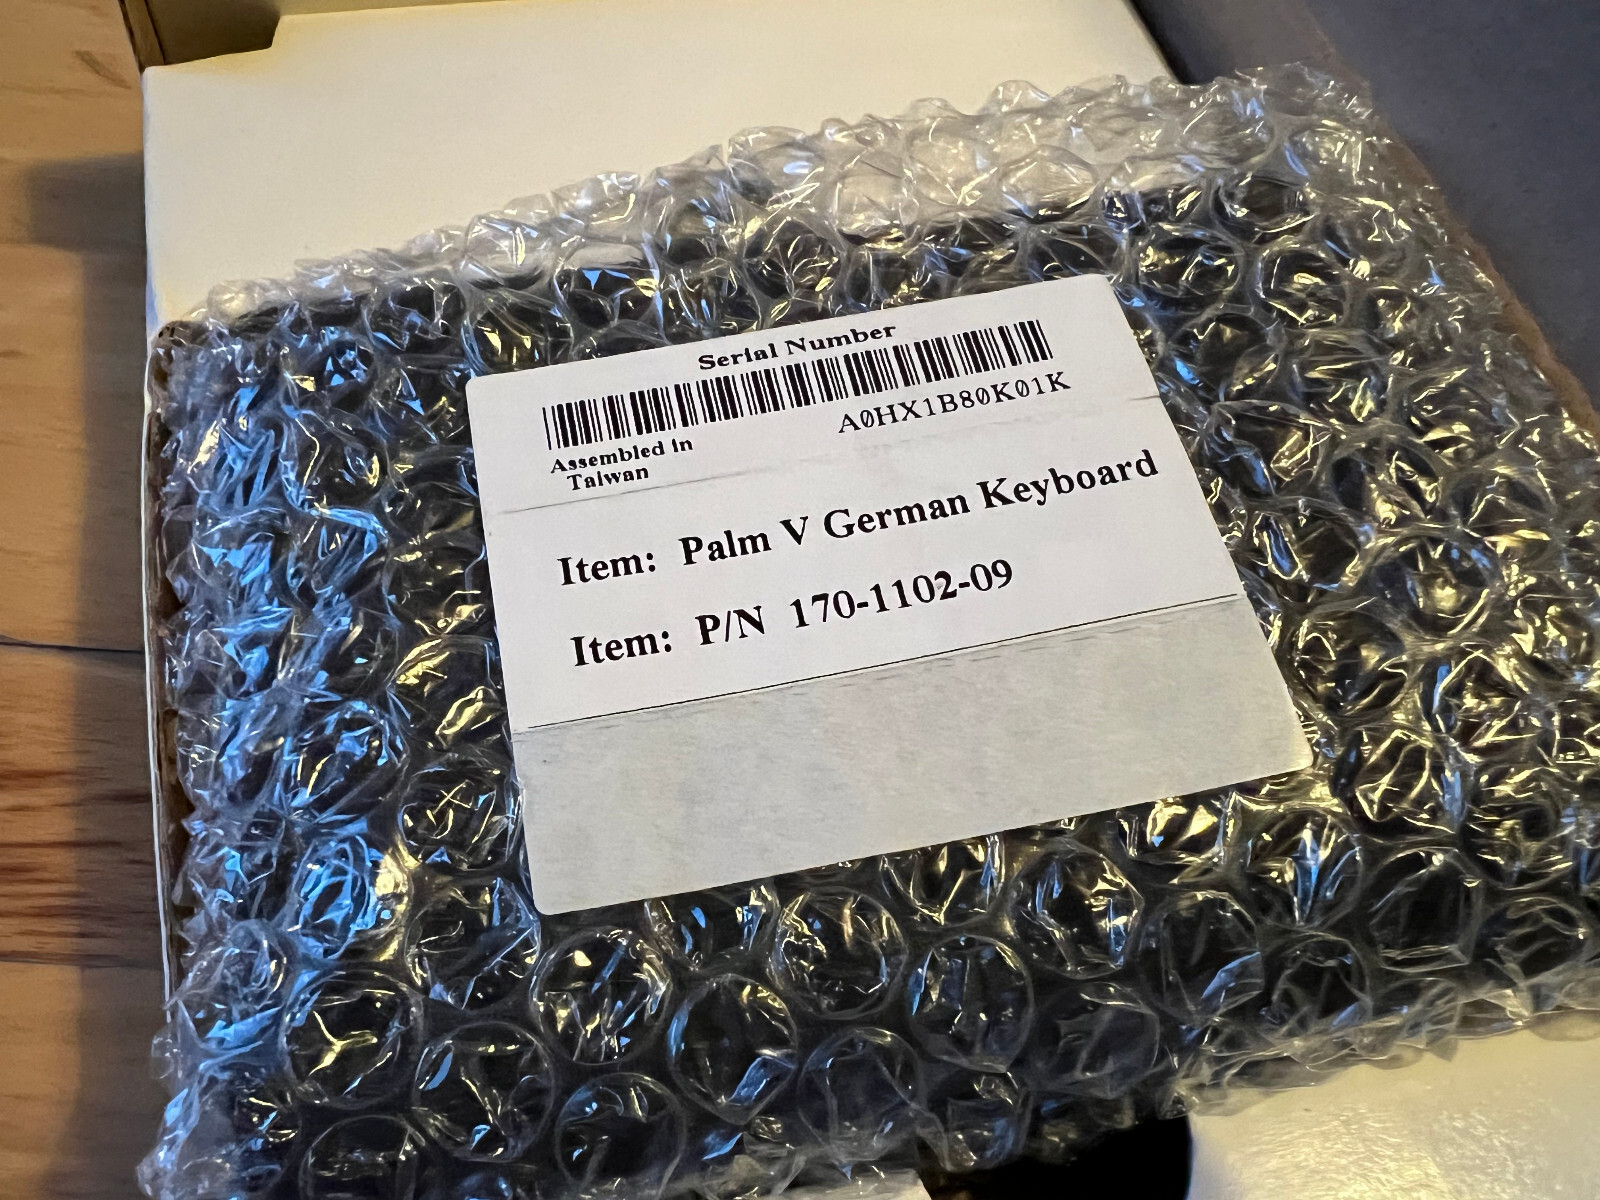 Serial Number
A0HX1B80K01K
Assembled in
Taiwan
Item: Palm V German Keyboard
Item: P/N 170-1102-09